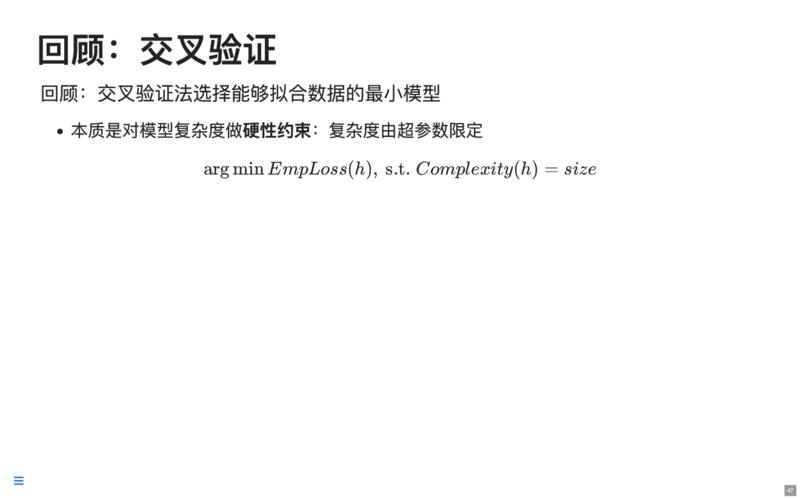 回顾：交叉验证
回顾：交叉验证法选择能够拟合数据的最小模型
• 本质是对模型复杂度做硬性约束：复杂度由超参数限定
arg min EmpLoss(h), s.t. Complexity(h) = size
47